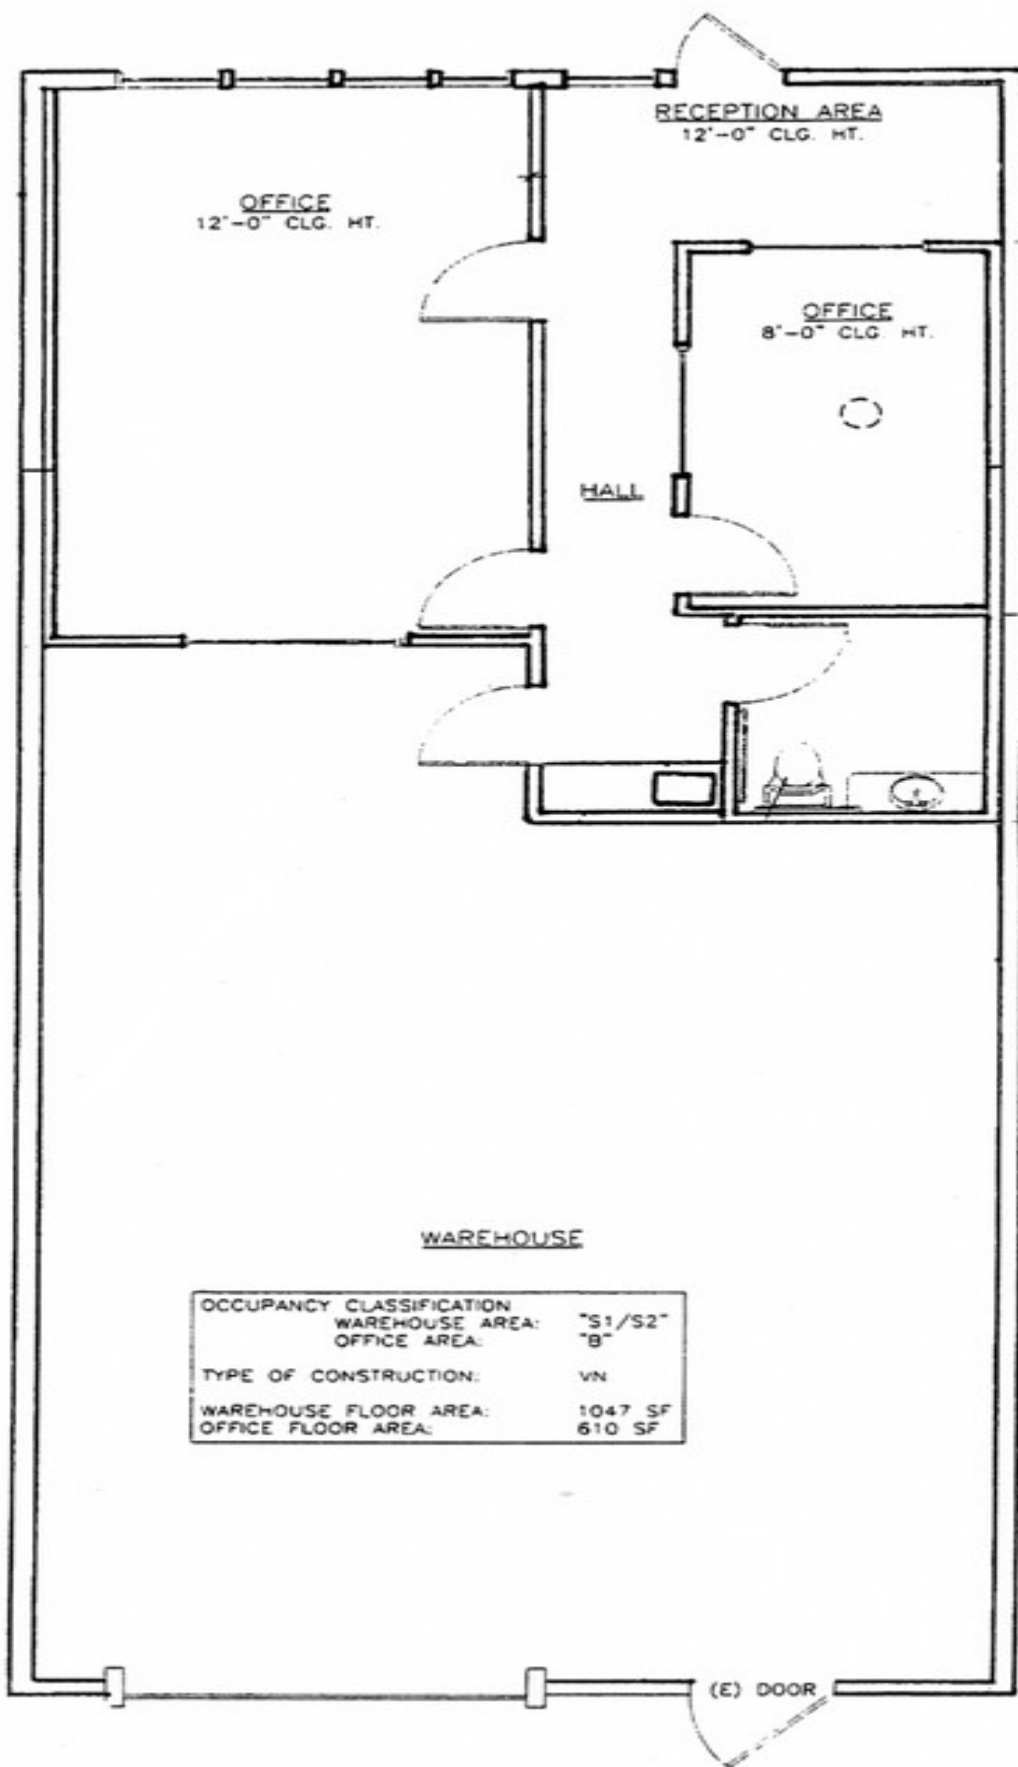 RECEPTION AREA
12'-0" CLG. HT.
OFFICE
12'-0" CLG. HT.
OFFICE
8'-0" CLG. HT.
HALL
WAREHOUSE
OCCUPANCY CLASSIFICATION
WAREHOUSE AREA: "S1/S2"
OFFICE AREA: "B"
TYPE OF CONSTRUCTION: VN
WAREHOUSE FLOOR AREA: 1047 SF
OFFICE FLOOR AREA: 610 SF
(E) DOOR